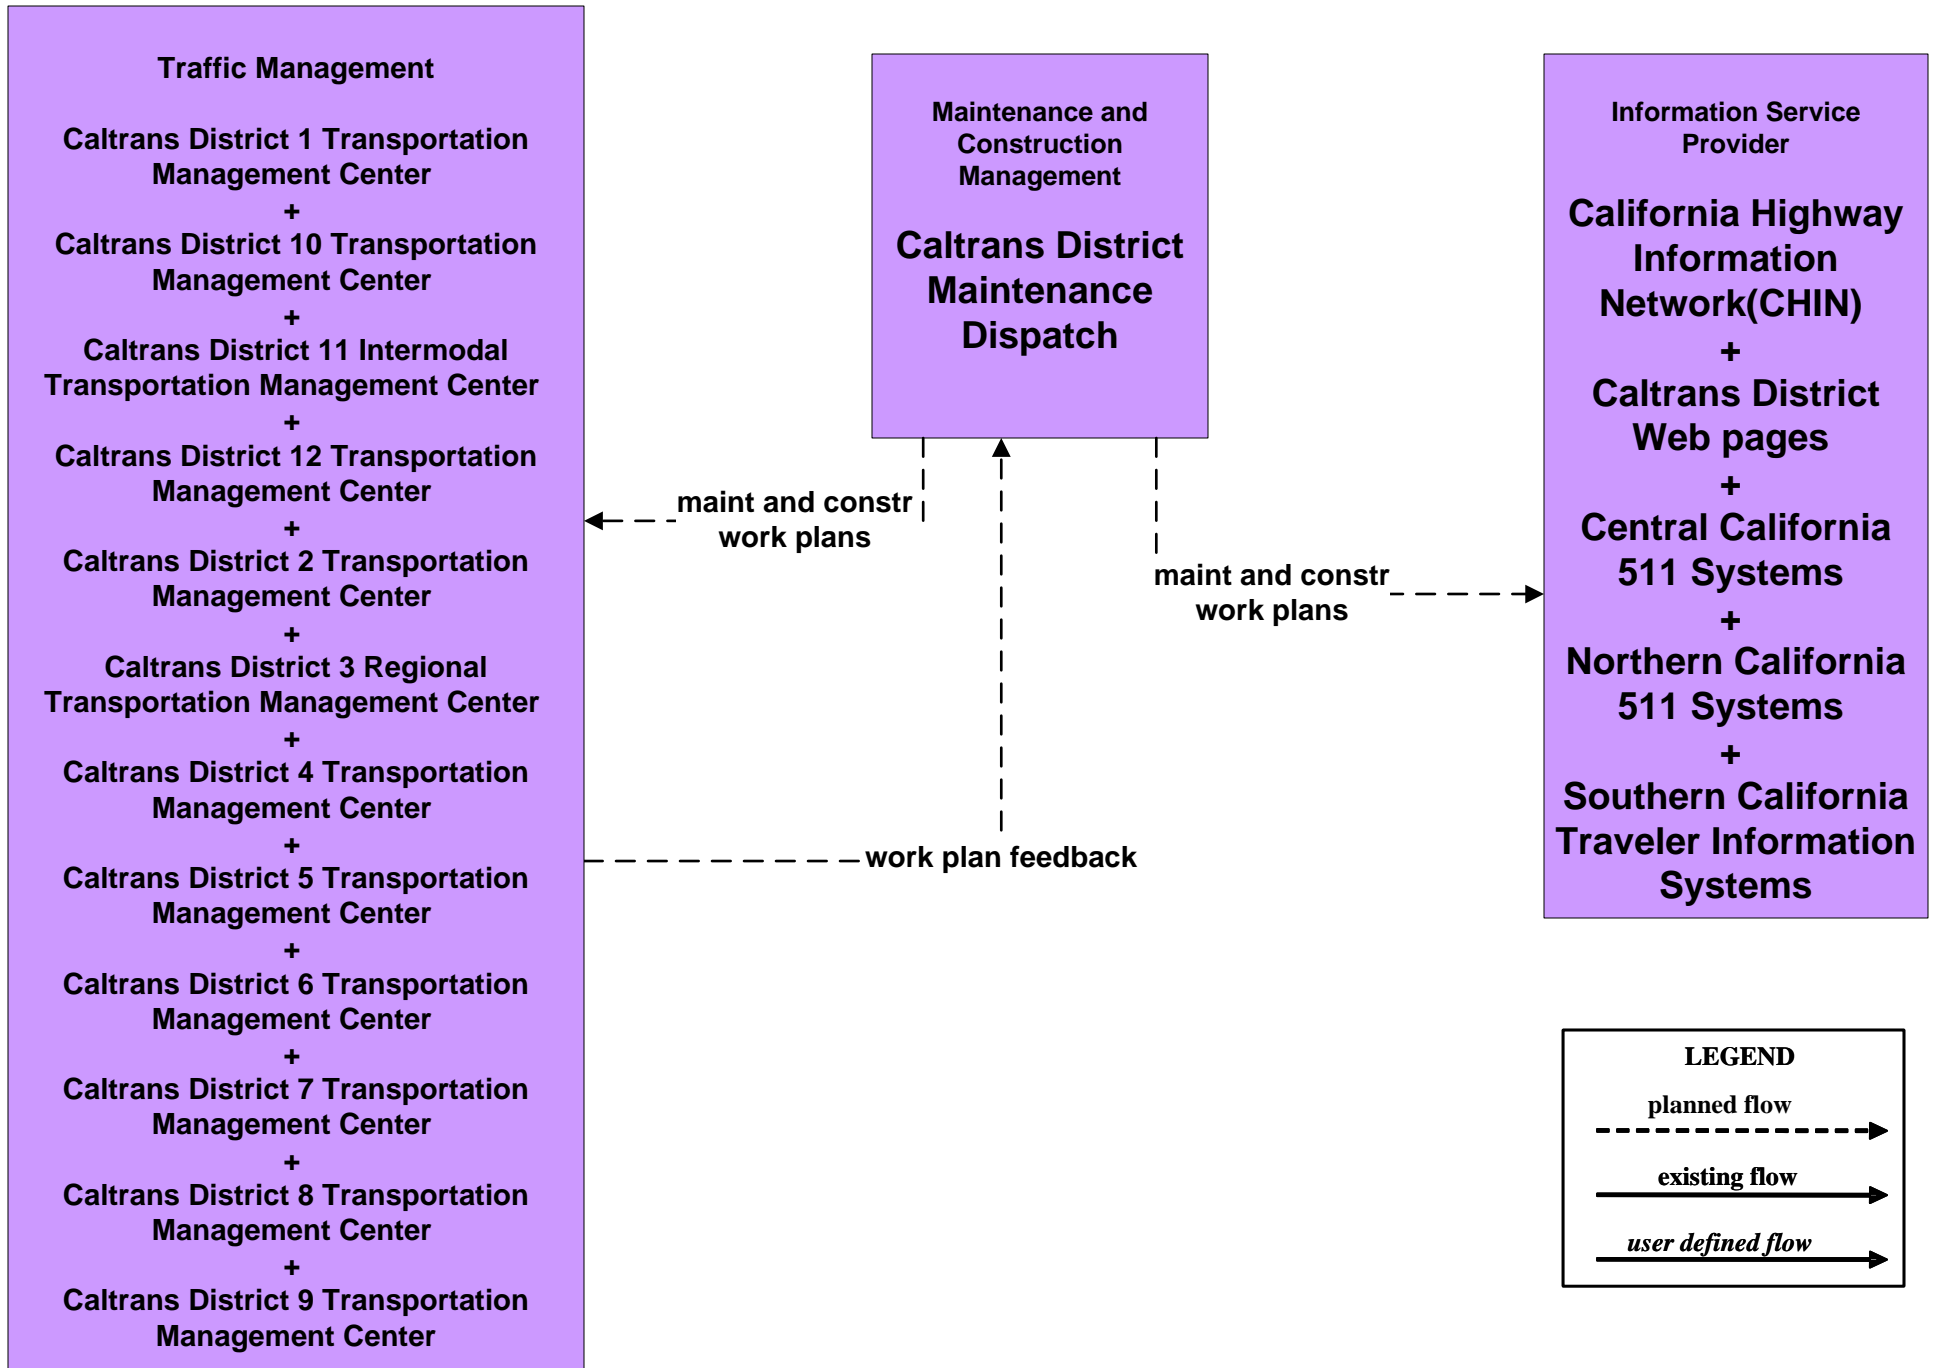 Traffic Management
Caltrans District 1 Transportation
Management Center
+
Caltrans District 10 Transportation
Management Center
+
Caltrans District 11 Intermodal
Transportation Management Center
+
Caltrans District 12 Transportation
Management Center
+
Caltrans District 2 Transportation
Management Center
+
Caltrans District 3 Regional
Transportation Management Center
+
Caltrans District 4 Transportation
Management Center
+
Caltrans District 5 Transportation
Management Center
+
Caltrans District 6 Transportation
Management Center
+
Caltrans District 7 Transportation
Management Center
+
Caltrans District 8 Transportation
Management Center
+
Caltrans District 9 Transportation
Management Center
Maintenance and
Construction
Management
Caltrans District
Maintenance
Dispatch
maint and constr
work plans
work plan feedback
maint and constr
work plans
Information Service
Provider
California Highway
Information
Network(CHIN)
+
Caltrans District
Web pages
+
Central California
511 Systems
+
Northern California
511 Systems
+
Southern California
Traveler Information
Systems
LEGEND
planned flow
existing flow
user defined flow